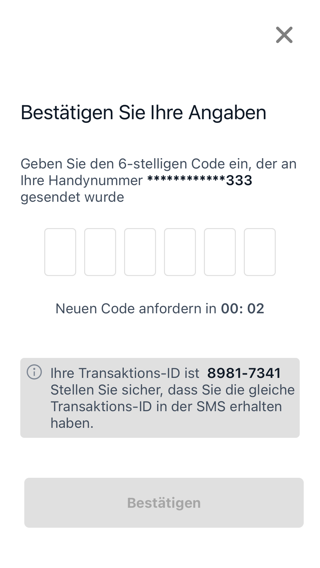 Bestätigen Sie Ihre Angaben
Geben Sie den 6-stelligen Code ein, der an
Ihre Handynummer ************333
gesendet wurde
Neuen Code anfordern in 00: 02
Ihre Transaktions-ID ist 8981-7341
Stellen Sie sicher, dass Sie die gleiche
Transaktions-ID in der SMS erhalten
haben.
Bestätigen